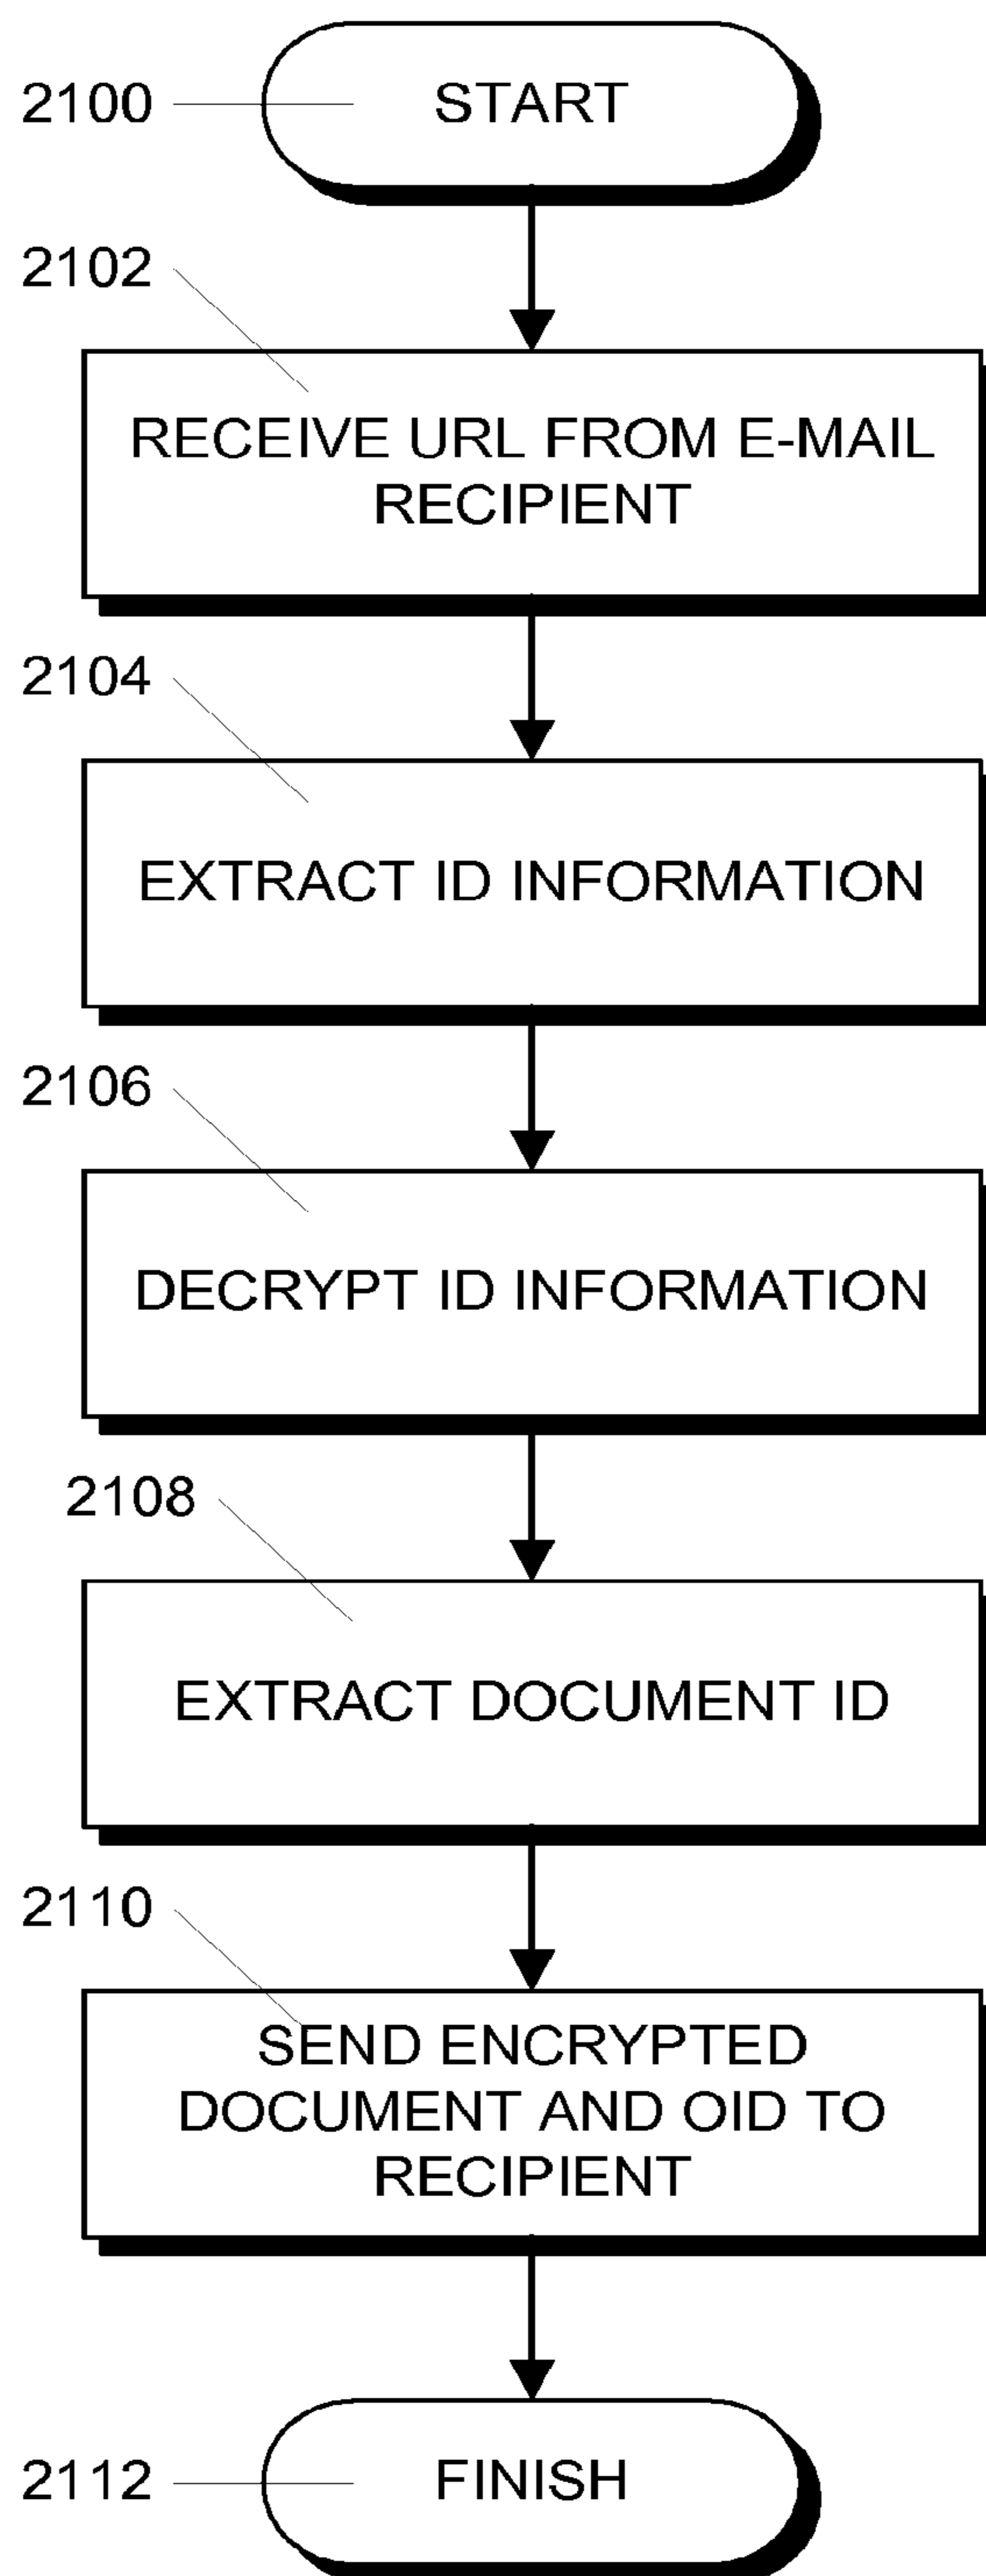 2100
START
2102
RECEIVE URL FROM E-MAIL
RECIPIENT
2104
EXTRACT ID INFORMATION
2106
DECRYPT ID INFORMATION
2108
EXTRACT DOCUMENT ID
2110
SEND ENCRYPTED
DOCUMENT AND OID TO
RECIPIENT
2112
FINISH